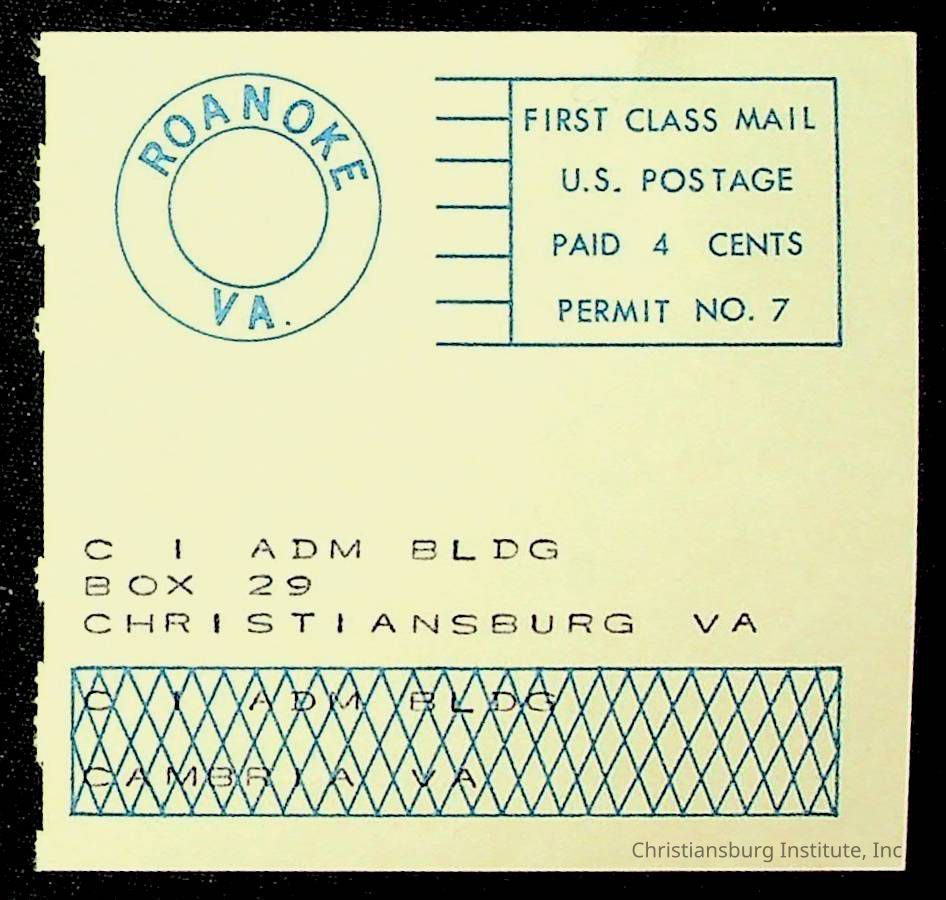 ROANOKE
VA.
FIRST CLASS MAIL
U.S. POSTAGE
PAID 4 CENTS
PERMIT NO. 7
C I ADM BLDG
BOX 29
CHRISTIANSBURG VA
C I ADM BLDG
CAMBRIA VA
Christiansburg Institute, Inc